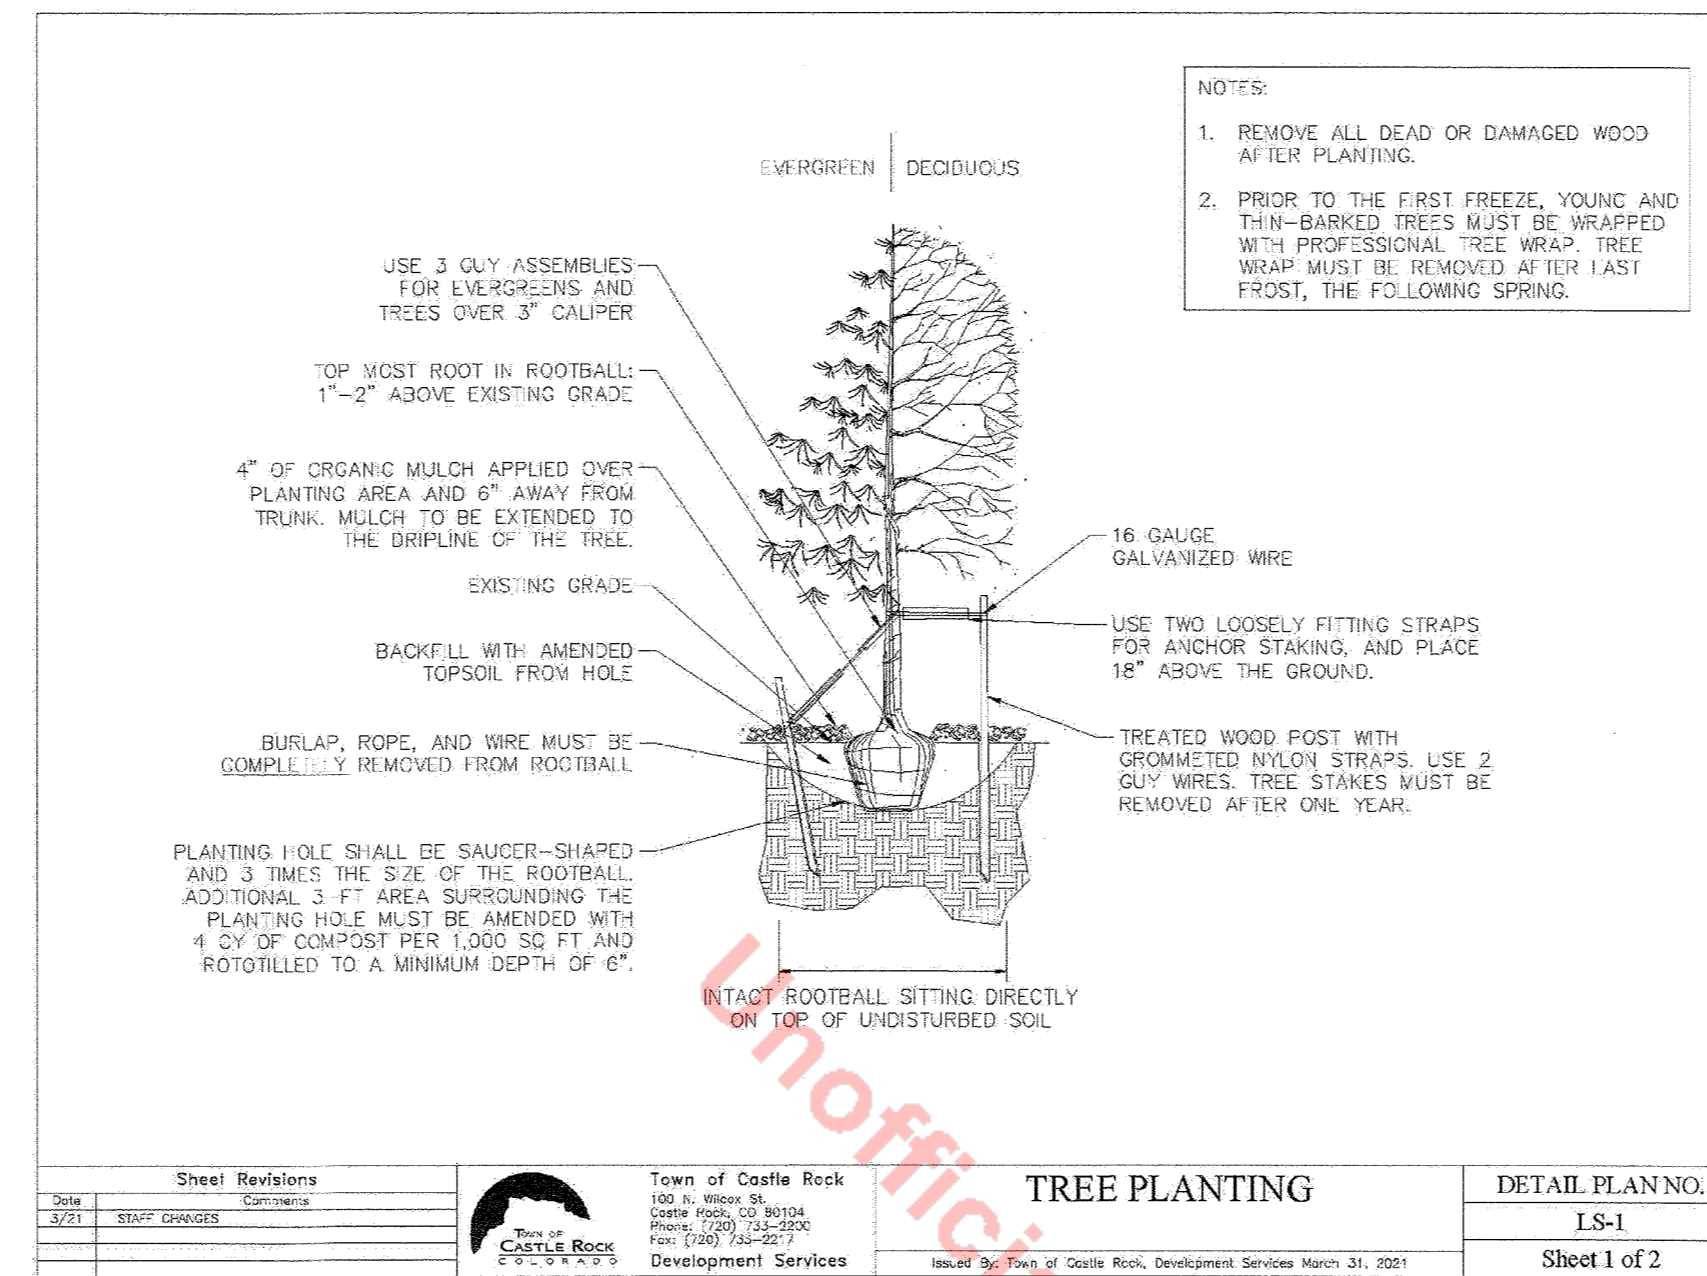 EVERGREEN
DECIDUOUS
NOTES:
1. REMOVE ALL DEAD OR DAMAGED WOOD
AFTER PLANTING.
2. PRIOR TO THE FIRST FREEZE, YOUNG AND
THIN-BARKED TREES MUST BE WRAPPED
WITH PROFESSIONAL TREE WRAP. TREE
WRAP MUST BE REMOVED AFTER LAST
FROST, THE FOLLOWING SPRING.
USE 3 GUY ASSEMBLIES
FOR EVERGREENS AND
TREES OVER 3" CALIPER
TOP MOST ROOT IN ROOTBALL:
1"-2" ABOVE EXISTING GRADE
4" OF ORGANIC MULCH APPLIED OVER
PLANTING AREA AND 6" AWAY FROM
TRUNK. MULCH TO BE EXTENDED TO
THE DRIPLINE OF THE TREE.
EXISTING GRADE
BACKFILL WITH AMENDED
TOPSOIL FROM HOLE
BURLAP, ROPE, AND WIRE MUST BE
COMPLETELY REMOVED FROM ROOTBALL
PLANTING HOLE SHALL BE SAUCER-SHAPED
AND 3 TIMES THE SIZE OF THE ROOTBALL.
ADDITIONAL 3-FT AREA SURROUNDING THE
PLANTING HOLE MUST BE AMENDED WITH
4 CY OF COMPOST PER 1,000 SQ FT AND
ROTOTILLED TO A MINIMUM DEPTH OF 6".
16 GAUGE
GALVANIZED WIRE
USE TWO LOOSELY FITTING STRAPS
FOR ANCHOR STAKING, AND PLACE
18" ABOVE THE GROUND.
TREATED WOOD POST WITH
GROMMETED NYLON STRAPS. USE 2
GUY WIRES. TREE STAKES MUST BE
REMOVED AFTER ONE YEAR.
INTACT ROOTBALL SITTING DIRECTLY
ON TOP OF UNDISTURBED SOIL
Unoffici
Sheet Revisions
Date Comments
3/21 STAFF CHANGES
TOWN OF
CASTLE ROCK
COLORADO
Town of Castle Rock
100 N. Wilcox St.
Castle Rock, CO 80104
Phone: (720) 733-2200
Fax: (720) 733-2217
Development Services
TREE PLANTING
Issued By: Town of Castle Rock, Development Services March 31, 2021
DETAIL PLAN NO.
LS-1
Sheet 1 of 2